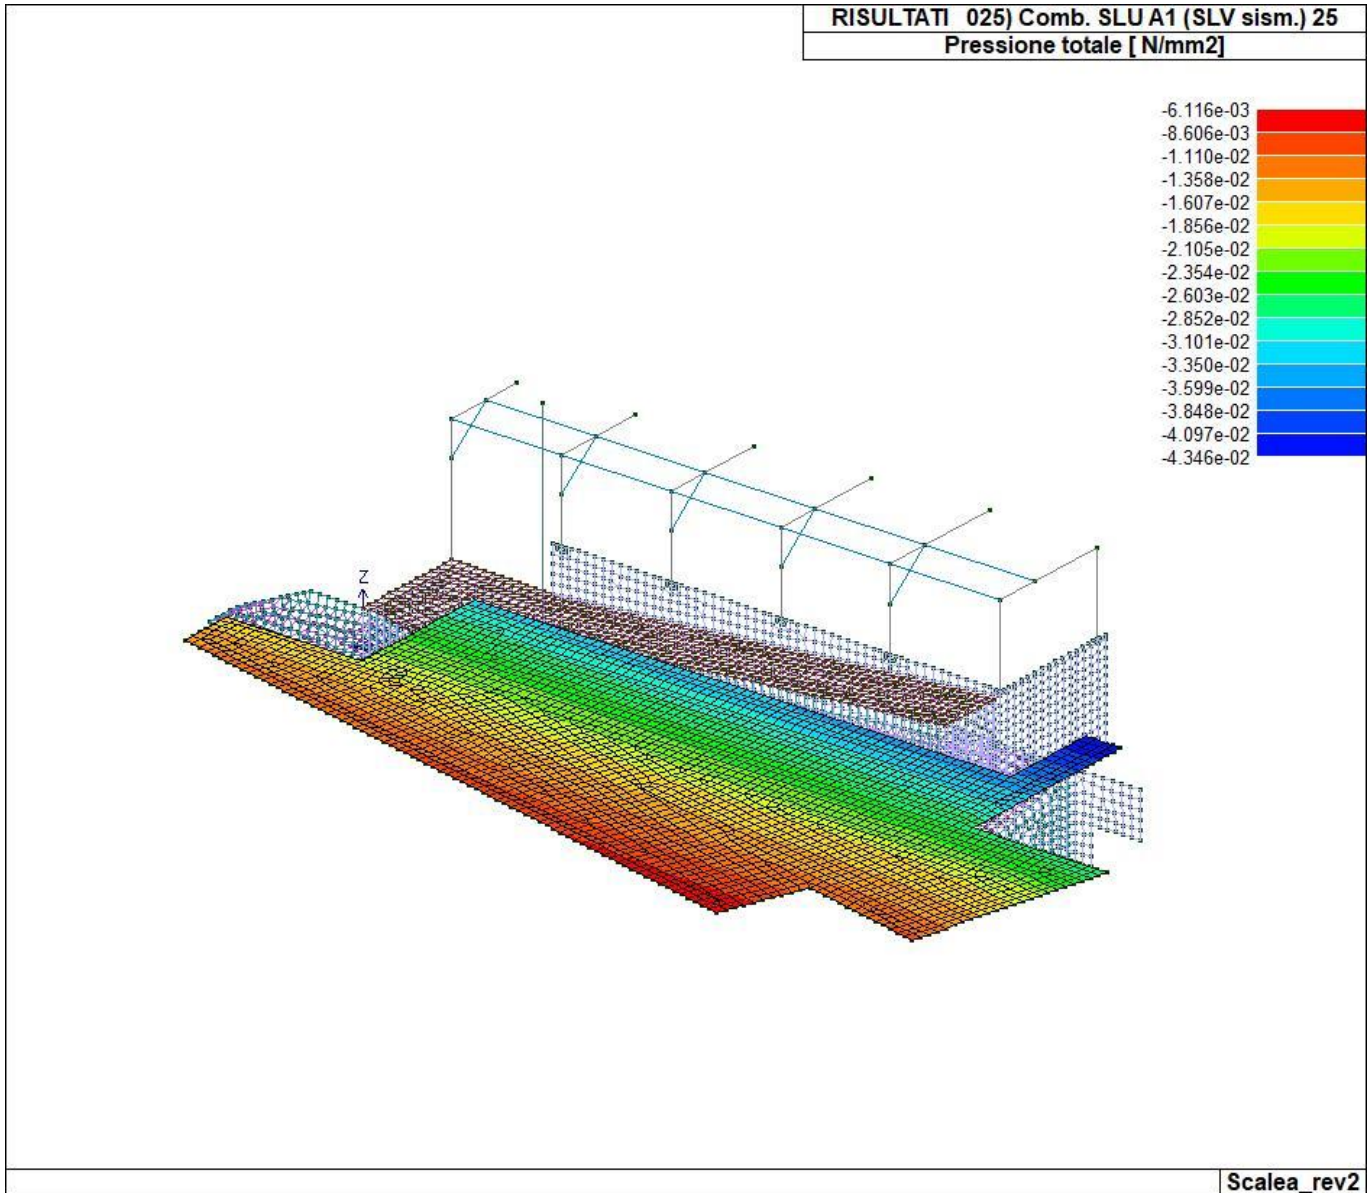 RISULTATI 025) Comb. SLU A1 (SLV sism.) 25
Pressione totale [ N/mm2]
-6.116e-03
-8.606e-03
-1.110e-02
-1.358e-02
-1.607e-02
-1.856e-02
-2.105e-02
-2.354e-02
-2.603e-02
-2.852e-02
-3.101e-02
-3.350e-02
-3.599e-02
-3.848e-02
-4.097e-02
-4.346e-02
Z
Scalea_rev2